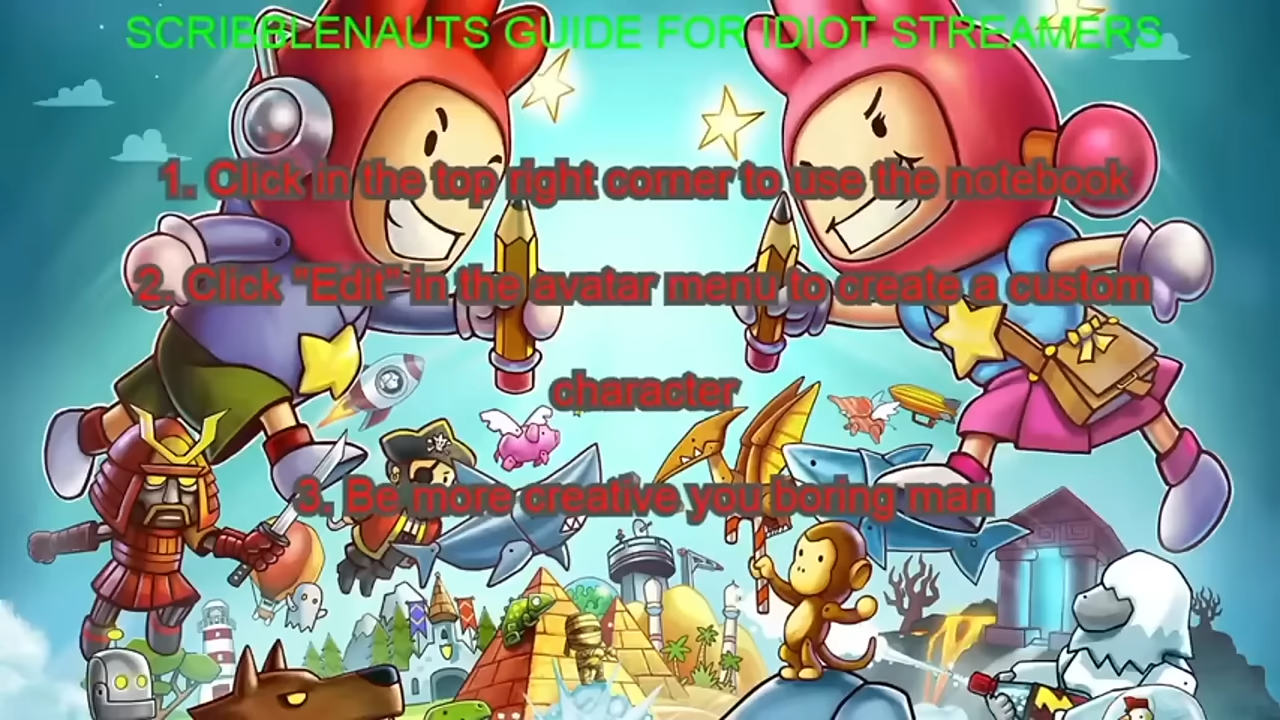 SCRIBBLENAUTS GUIDE FOR IDIOT STREAMERS
1. Click in the top right corner to use the notebook
2. Click "Edit" in the avatar menu to create a custom
character
3. Be more creative you boring man